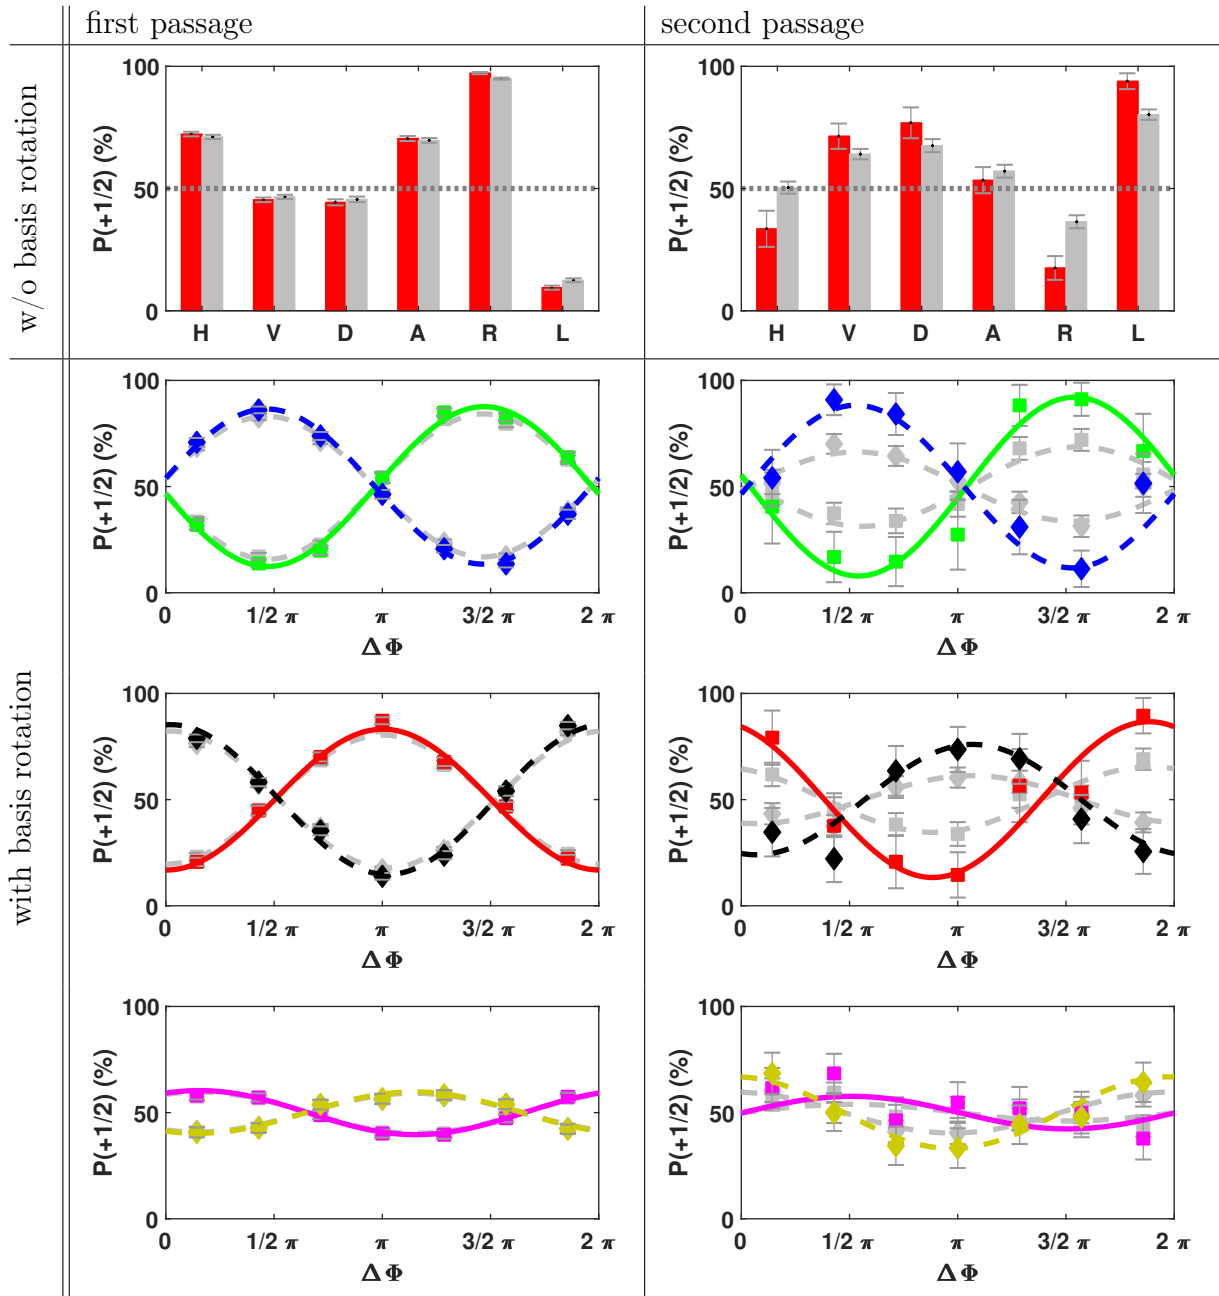 first passage
second passage
w/o basis rotation
100
50
0
P(+1/2) (%)
H V D A R L
100
50
0
P(+1/2) (%)
H V D A R L
with basis rotation
100
50
0
P(+1/2) (%)
0 1/2 π π 3/2 π 2 π
ΔΦ
100
50
0
P(+1/2) (%)
0 1/2 π π 3/2 π 2 π
ΔΦ
100
50
0
P(+1/2) (%)
0 1/2 π π 3/2 π 2 π
ΔΦ
100
50
0
P(+1/2) (%)
0 1/2 π π 3/2 π 2 π
ΔΦ
100
50
0
P(+1/2) (%)
0 1/2 π π 3/2 π 2 π
ΔΦ
100
50
0
P(+1/2) (%)
0 1/2 π π 3/2 π 2 π
ΔΦ